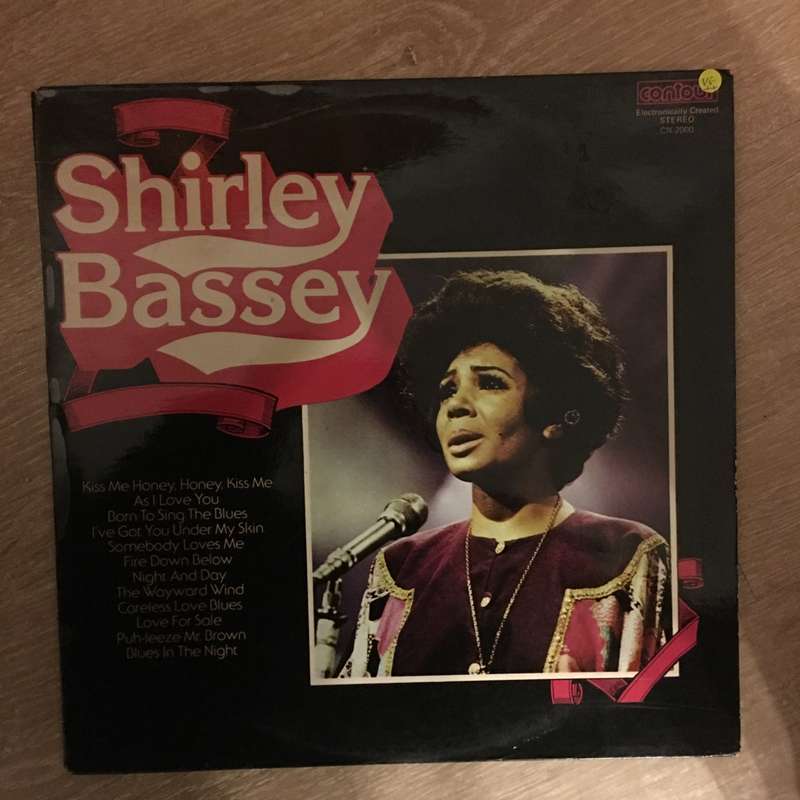 VG
contour
Electronically Created
STEREO
CN 2000
Shirley
Bassey
Kiss Me Honey, Honey, Kiss Me
As I Love You
Born To Sing The Blues
I've Got You Under My Skin
Somebody Loves Me
Fire Down Below
Night And Day
The Wayward Wind
Careless Love Blues
Love For Sale
Puh-leeze Mr. Brown
Blues In The Night